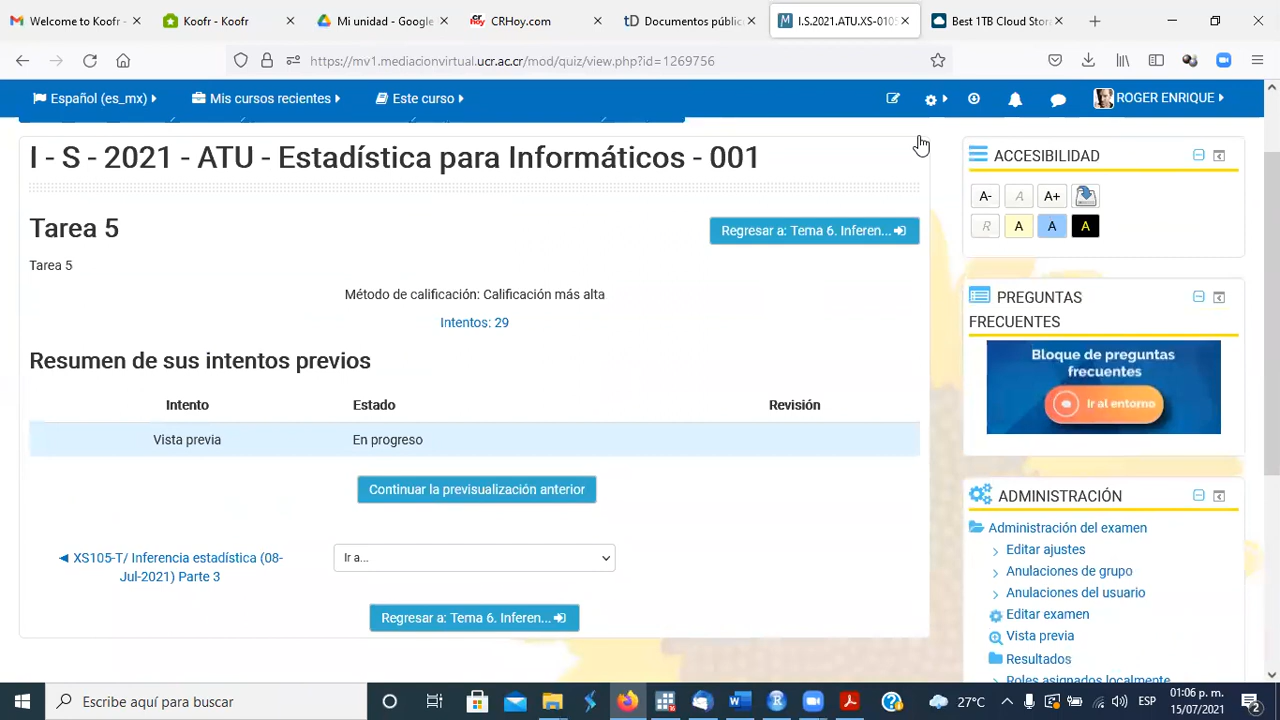 Welcome to Koofr
Koofr - Koofr
Mi unidad - Google
CRHoy.com
Documentos públic
I.S.2021.ATU.XS-0105
Best 1TB Cloud Stor
https://mv1.mediacionvirtual.ucr.ac.cr/mod/quiz/view.php?id=1269756
Español (es_mx)
Mis cursos recientes
Este curso
ROGER ENRIQUE
I - S - 2021 - ATU - Estadística para Informáticos - 001
Tarea 5
Regresar a: Tema 6. Inferen...
Tarea 5
Método de calificación: Calificación más alta
Intentos: 29
Resumen de sus intentos previos
Intento Estado Revisión
Vista previa En progreso
Continuar la previsualización anterior
◄ XS105-T/ Inferencia estadística (08-
Jul-2021) Parte 3
Ir a...
Regresar a: Tema 6. Inferen...
ACCESIBILIDAD
A- A A+
R A A A
PREGUNTAS
FRECUENTES
Bloque de preguntas
frecuentes
Ir al entorno
ADMINISTRACIÓN
Administración del examen
Editar ajustes
Anulaciones de grupo
Anulaciones del usuario
Editar examen
Vista previa
Resultados
Roles asignados localmente
Escribe aquí para buscar
27°C
ESP
01:06 p. m.
15/07/2021
2